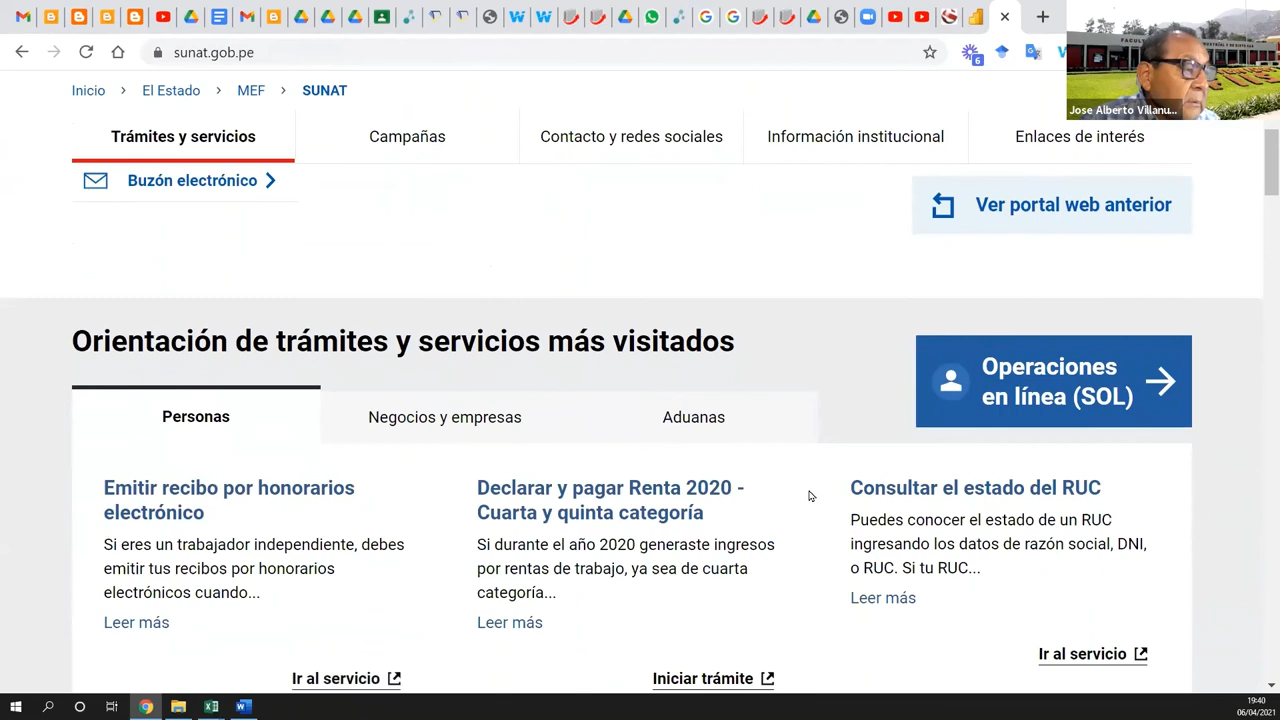 sunat.gob.pe
6
Jose Alberto Villanu...
Inicio > El Estado > MEF > SUNAT
Trámites y servicios
Campañas
Contacto y redes sociales
Información institucional
Enlaces de interés
Buzón electrónico
Ver portal web anterior
Orientación de trámites y servicios más visitados
Operaciones
en línea (SOL)
Personas
Negocios y empresas
Aduanas
Emitir recibo por honorarios
electrónico
Si eres un trabajador independiente, debes
emitir tus recibos por honorarios
electrónicos cuando...
Leer más
Ir al servicio
Declarar y pagar Renta 2020 -
Cuarta y quinta categoría
Si durante el año 2020 generaste ingresos
por rentas de trabajo, ya sea de cuarta
categoría...
Leer más
Iniciar trámite
Consultar el estado del RUC
Puedes conocer el estado de un RUC
ingresando los datos de razón social, DNI,
o RUC. Si tu RUC...
Leer más
Ir al servicio
19:40
06/04/2021